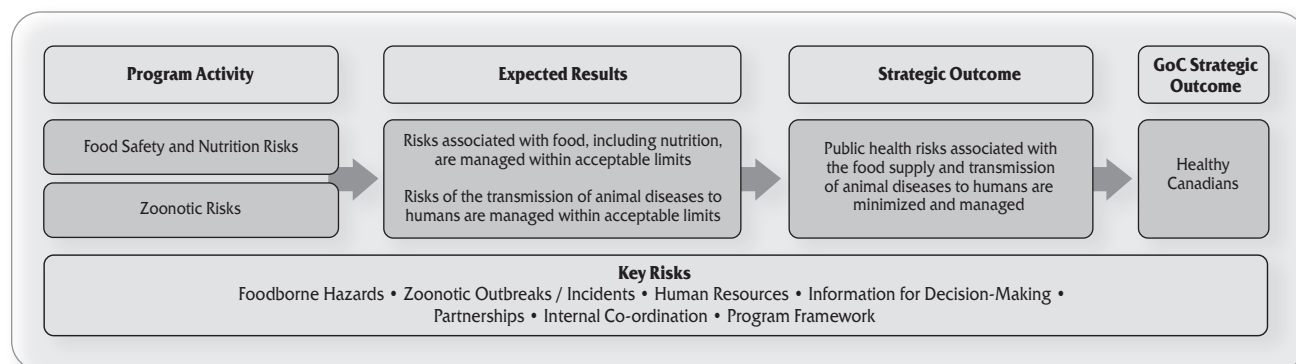 Program Activity
Expected Results
Strategic Outcome
GoC Strategic
Outcome
Food Safety and Nutrition Risks
Zoonotic Risks
Risks associated with food, including nutrition,
are managed within acceptable limits
Risks of the transmission of animal diseases to
humans are managed within acceptable limits
Public health risks associated with
the food supply and transmission
of animal diseases to humans are
minimized and managed
Healthy
Canadians
Key Risks
Foodborne Hazards • Zoonotic Outbreaks / Incidents • Human Resources • Information for Decision-Making •
Partnerships • Internal Co-ordination • Program Framework